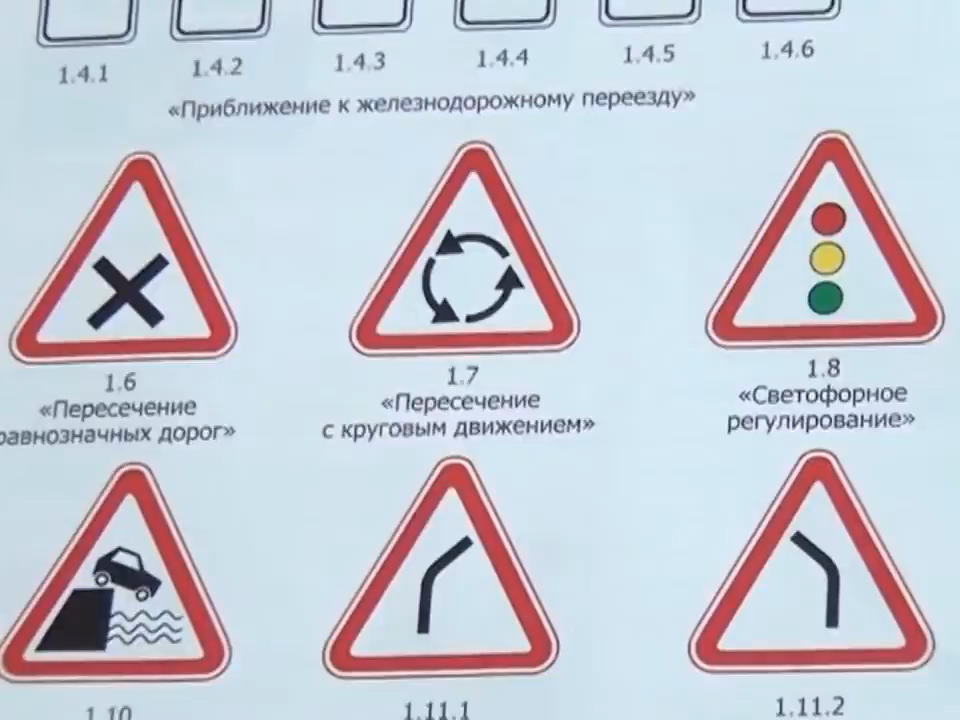 1.4.1 1.4.2 1.4.3 1.4.4 1.4.5 1.4.6
«Приближение к железнодорожному переезду»
1.6 1.7 1.8
«Пересечение «Пересечение «Светофорное
равнозначных дорог» с круговым движением» регулирование»
1.10 1.11.1 1.11.2